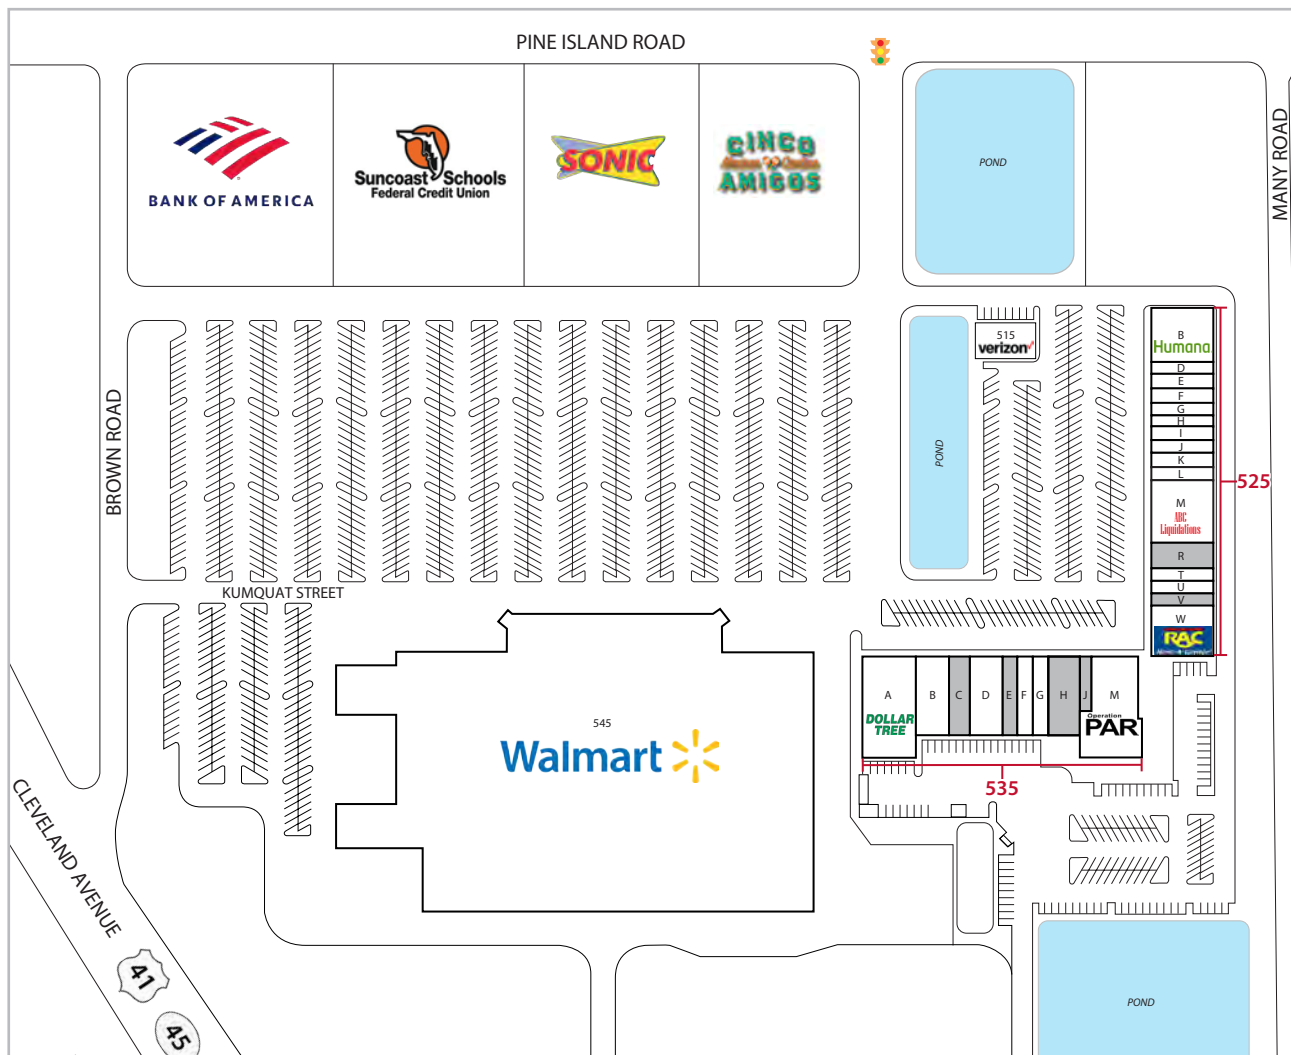 PINE ISLAND ROAD
BANK OF AMERICA
Suncoast Schools
Federal Credit Union
SONIC
CINCO
AMIGOS
POND
MANY ROAD
515
verizon
B
Humana
D
E
F
G
H
I
J
K
L
M
ABC
Liquidations
R
T
U
V
W
RAC
525
BROWN ROAD
POND
KUMQUAT STREET
545
Walmart
A
DOLLAR
TREE
B
C
D
E
F
G
H
J
M
Operation
PAR
535
CLEVELAND AVENUE
41
45
POND